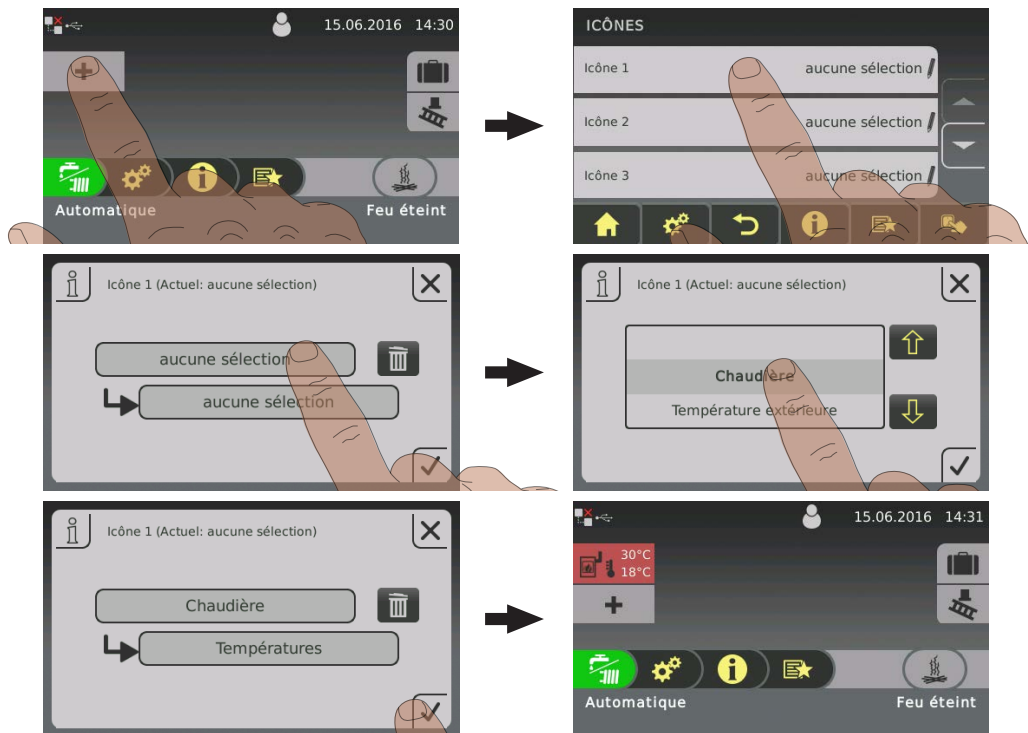 15.06.2016 14:30
Automatique
Feu éteint
ICÔNES
Icône 1 aucune sélection
Icône 2 aucune sélection
Icône 3 aucune sélection
Icône 1 (Actuel: aucune sélection)
aucune sélection
aucune sélection
Icône 1 (Actuel: aucune sélection)
Chaudière
Température extérieure
Icône 1 (Actuel: aucune sélection)
Chaudière
Températures
15.06.2016 14:31
30°C
18°C
Automatique
Feu éteint